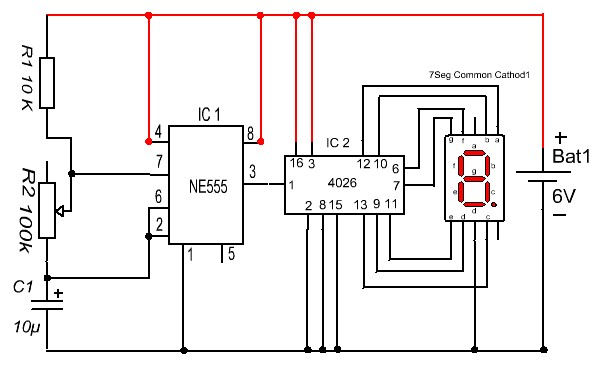 7Seg Common Cathod1
R1 10K
IC 1
4
8
7
3
6
2
NE555
1
5
IC 2
12 10
16 3
6
1
4026
7
2 8 15 13 9 11
g f b a
a
f b
g
e c
d
e d c
+
Bat1
6V
−
R2 100k
C1
+
10µ